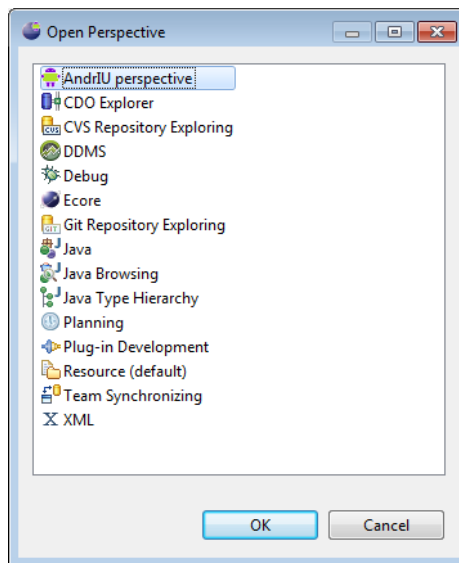 Open Perspective
AndrIU perspective
CDO Explorer
CVS Repository Exploring
DDMS
Debug
Ecore
Git Repository Exploring
Java
Java Browsing
Java Type Hierarchy
Planning
Plug-in Development
Resource (default)
Team Synchronizing
XML
OK
Cancel